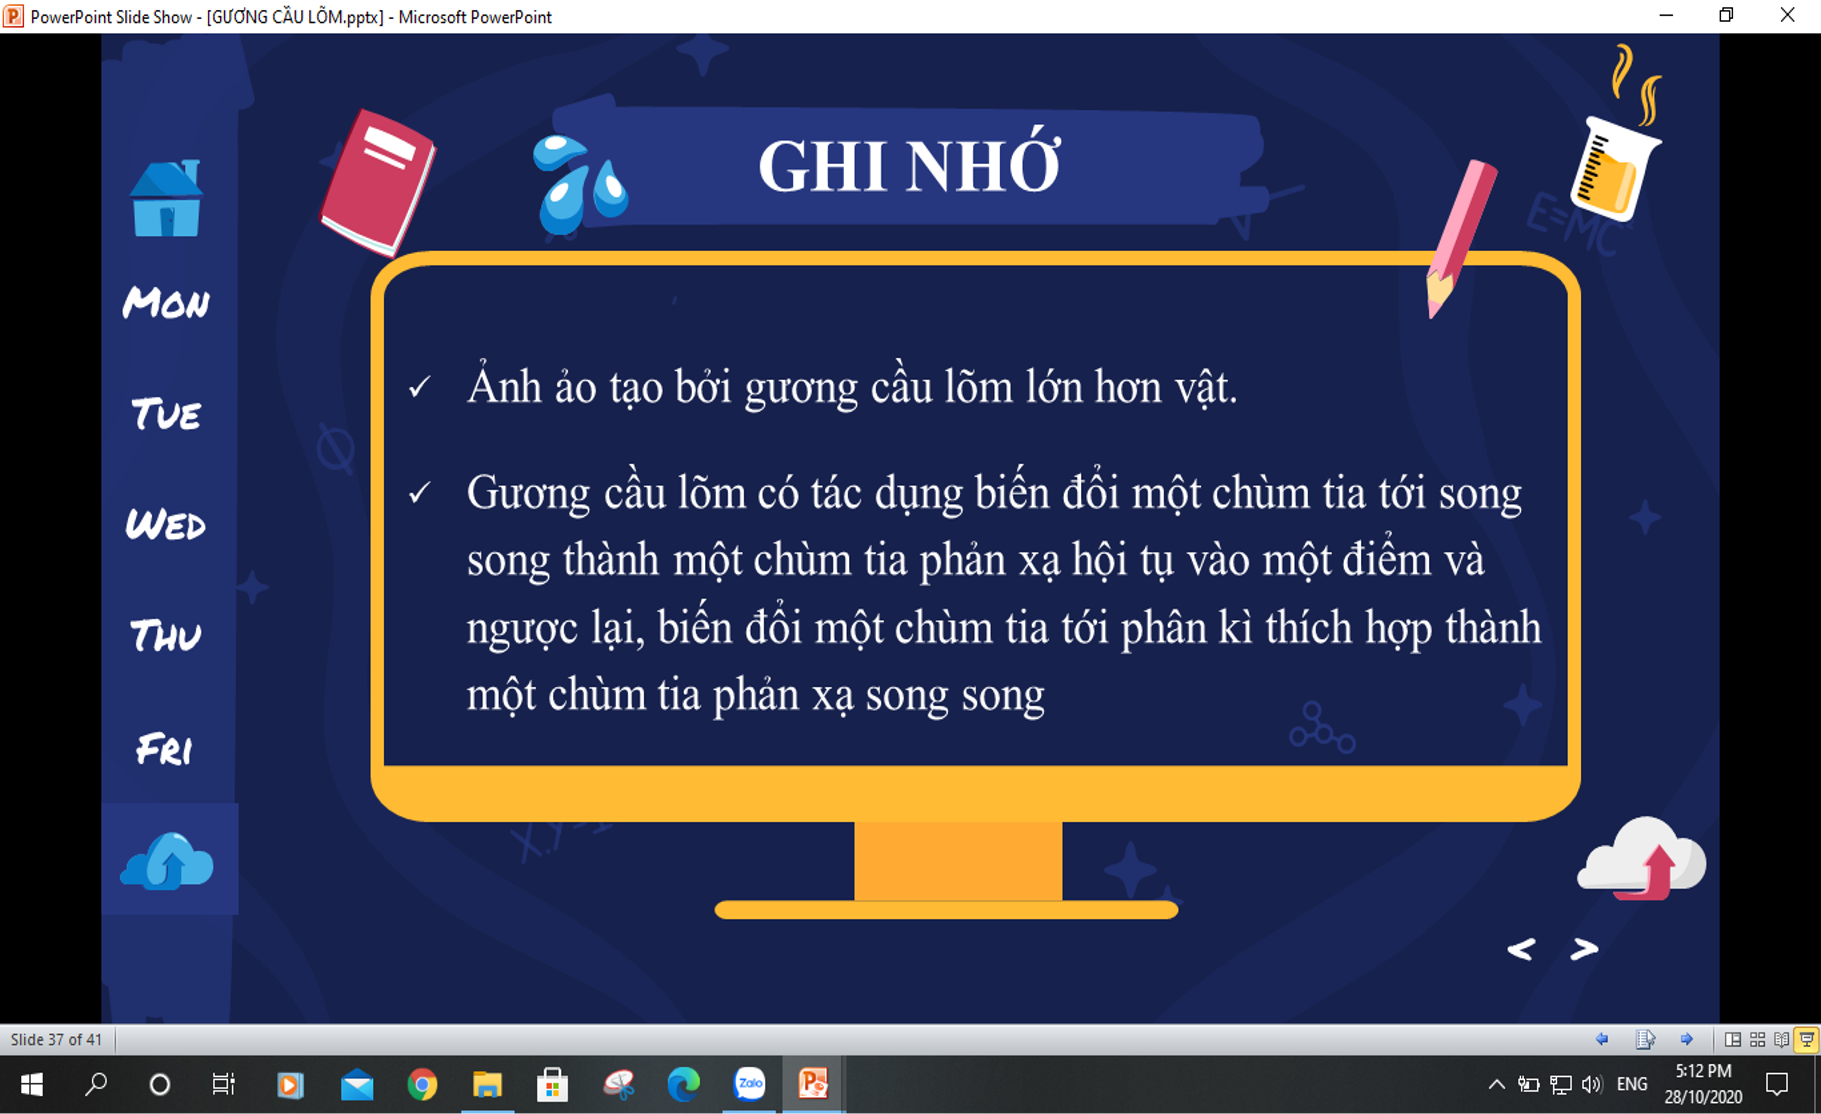 PowerPoint Slide Show - [GƯƠNG CẦU LÕM.pptx] - Microsoft PowerPoint
GHI NHỚ
E=MC
MON
TUE
WED
THU
FRI
✓ Ảnh ảo tạo bởi gương cầu lõm lớn hơn vật.
✓ Gương cầu lõm có tác dụng biến đổi một chùm tia tới song
song thành một chùm tia phản xạ hội tụ vào một điểm và
ngược lại, biến đổi một chùm tia tới phân kì thích hợp thành
một chùm tia phản xạ song song
< >
Slide 37 of 41
Zalo
ENG
5:12 PM
28/10/2020